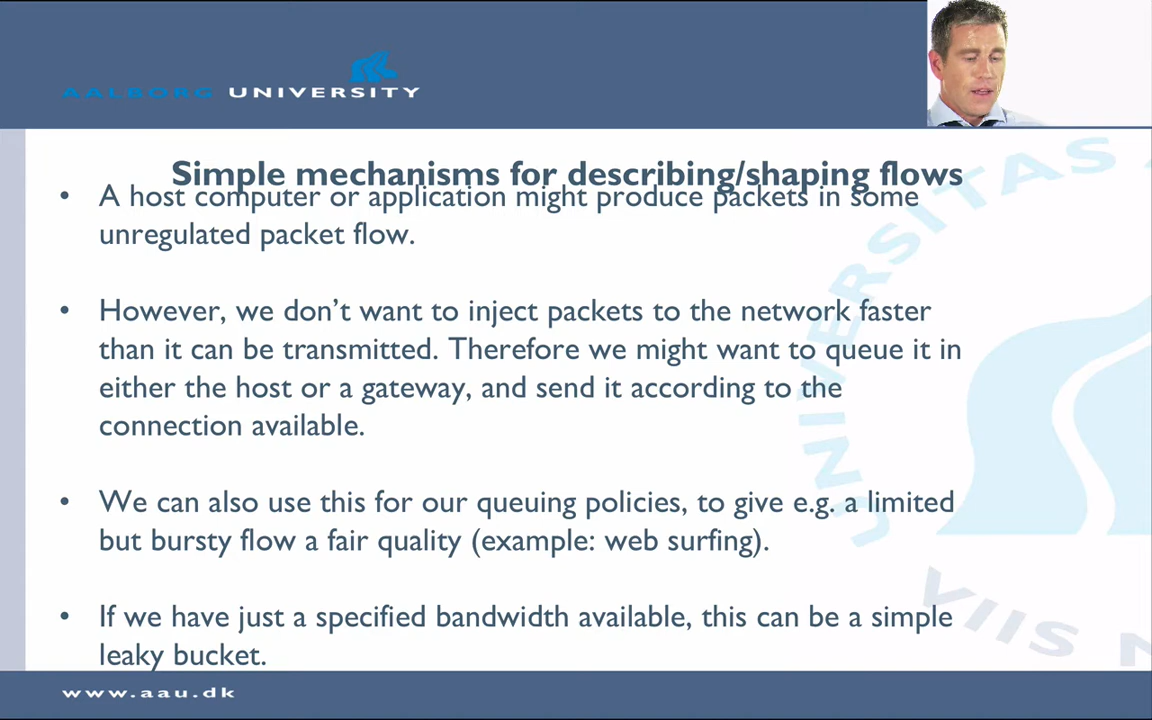 AALBORG UNIVERSITY
Simple mechanisms for describing/shaping flows
• A host computer or application might produce packets in some
unregulated packet flow.
• However, we don't want to inject packets to the network faster
than it can be transmitted. Therefore we might want to queue it in
either the host or a gateway, and send it according to the
connection available.
• We can also use this for our queuing policies, to give e.g. a limited
but bursty flow a fair quality (example: web surfing).
• If we have just a specified bandwidth available, this can be a simple
leaky bucket.
UNIVERSITAS
VIIS N
www.aau.dk